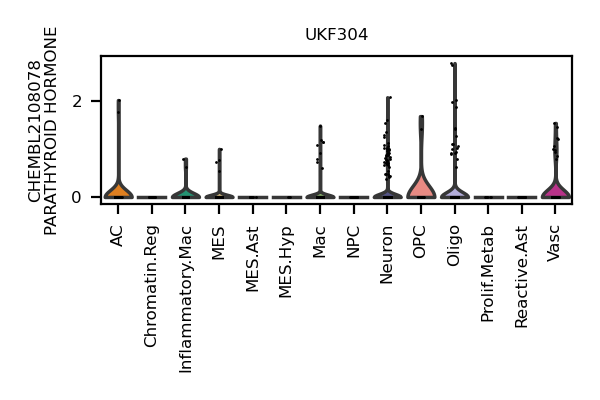 UKF304
CHEMBL2108078
PARATHYROID HORMONE
2
0
AC
Chromatin.Reg
Inflammatory.Mac
MES
MES.Ast
MES.Hyp
Mac
NPC
Neuron
OPC
Oligo
Prolif.Metab
Reactive.Ast
Vasc